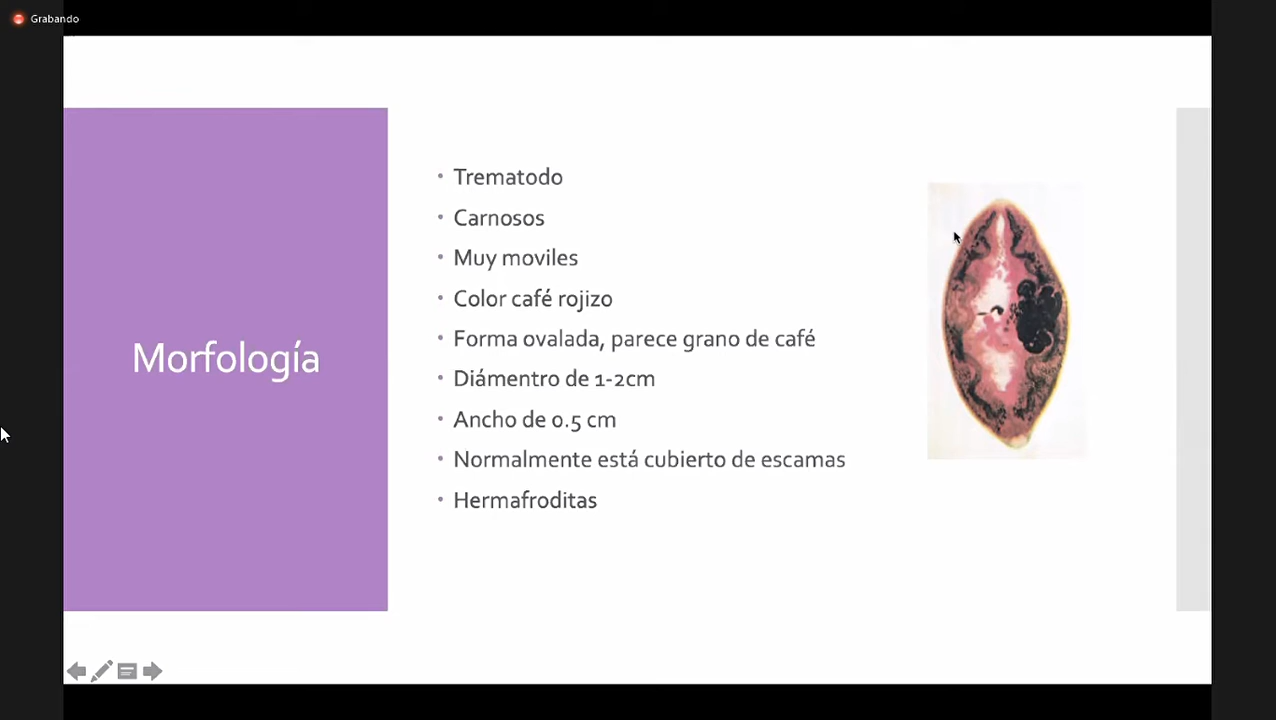 Grabando
Morfología
• Trematodo
• Carnosos
• Muy moviles
• Color café rojizo
• Forma ovalada, parece grano de café
• Diámentro de 1-2cm
• Ancho de 0.5 cm
• Normalmente está cubierto de escamas
• Hermafroditas